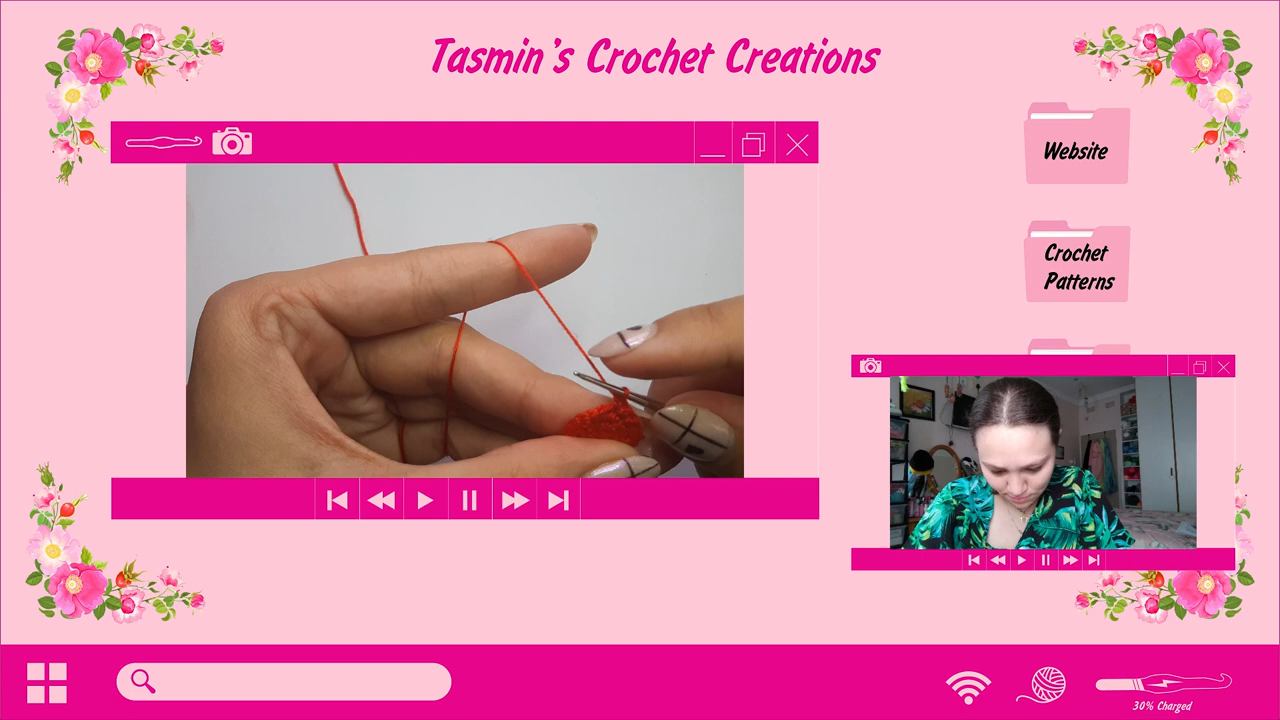 Tasmin's Crochet Creations
Website
Crochet
Patterns
30% Charged